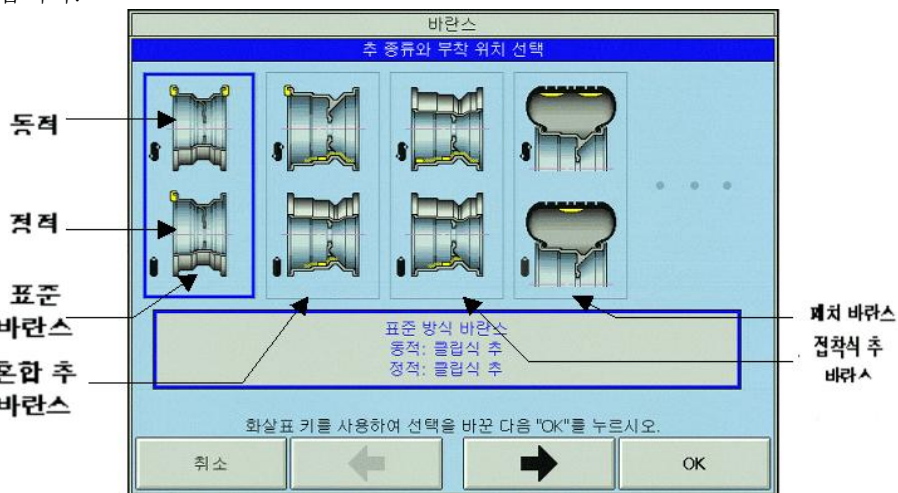 바란스
추 종류와 부착 위치 선택
동적
정적
표준
바란스
혼합 추
바란스
패치 바란스
접착식 추
바란스
표준 방식 바란스
동적: 클립식 추
정적: 클립식 추
화살표 키를 사용하여 선택을 바꾼 다음 "OK"를 누르시오.
취소
OK